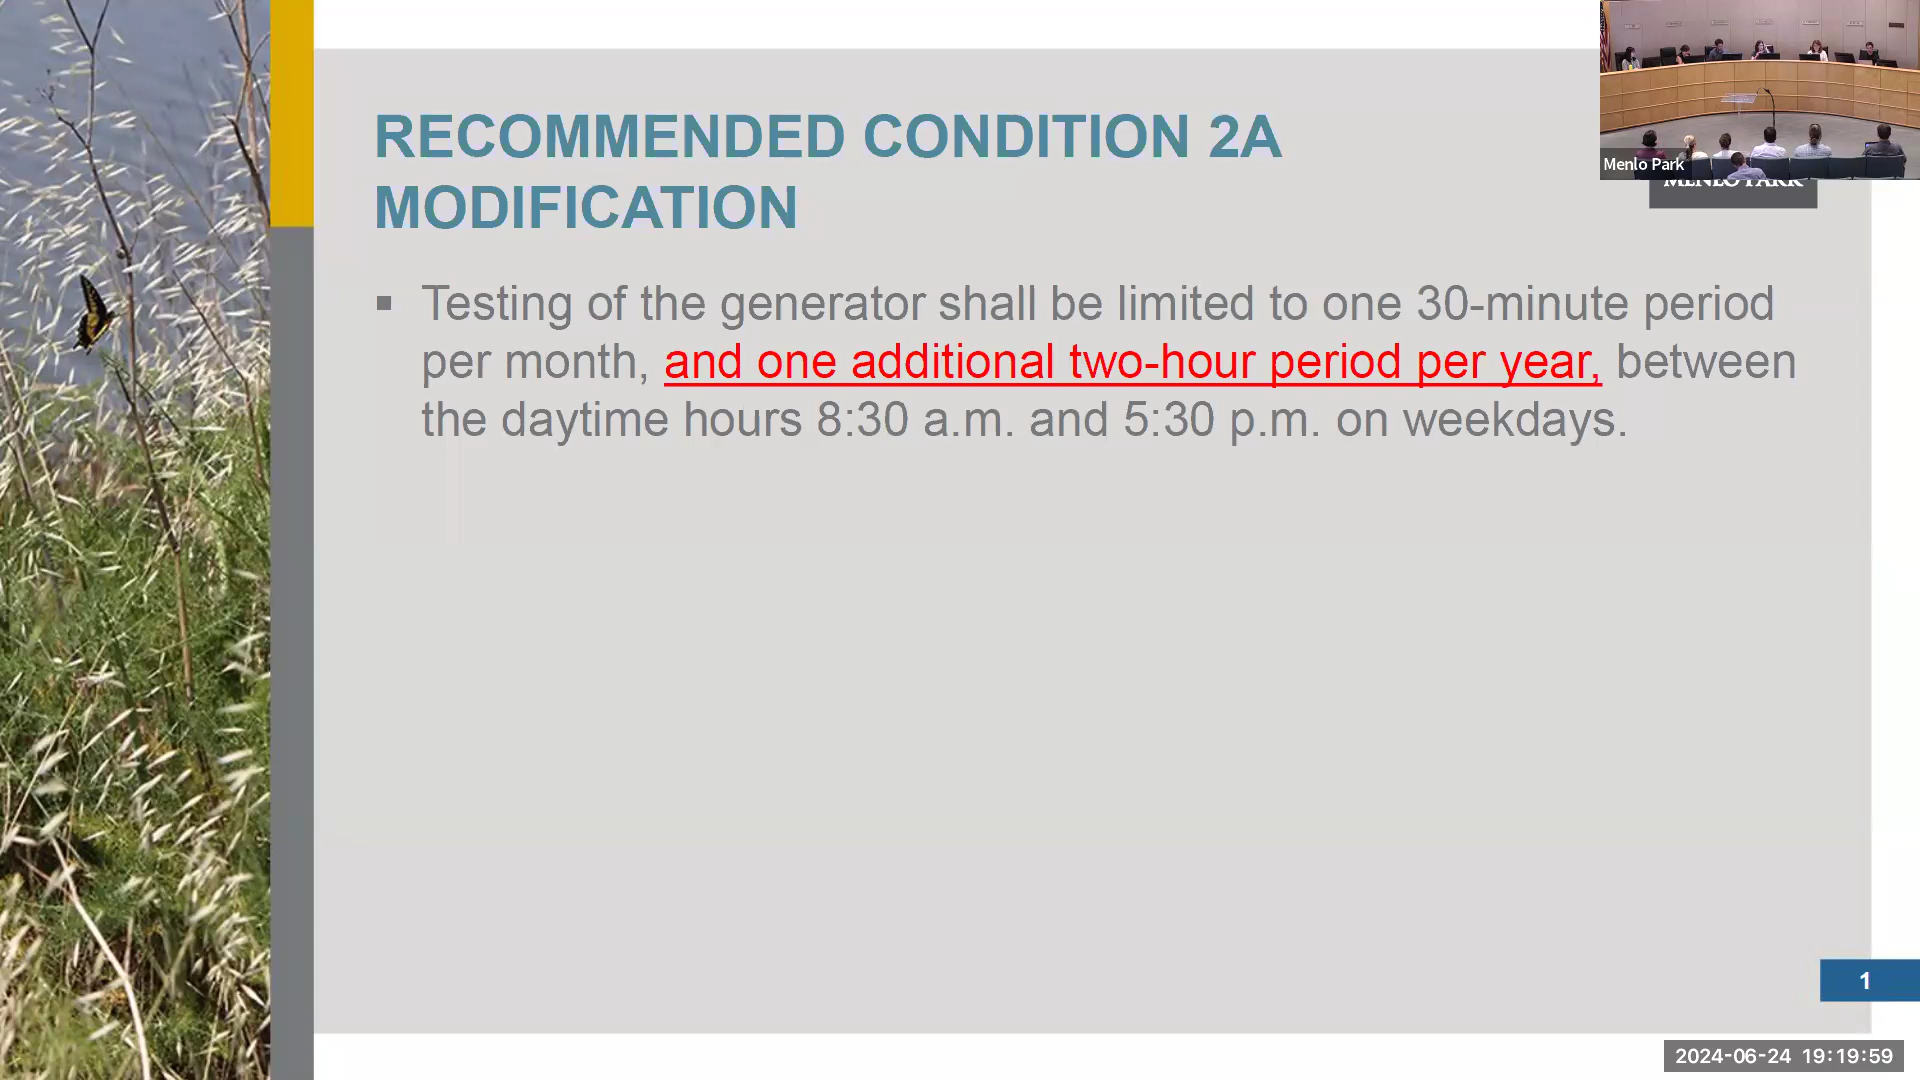 RECOMMENDED CONDITION 2A
MODIFICATION
Menlo Park
MENLO PARK
▪ Testing of the generator shall be limited to one 30-minute period
per month, and one additional two-hour period per year, between
the daytime hours 8:30 a.m. and 5:30 p.m. on weekdays.
1
2024-06-24 19:19:59